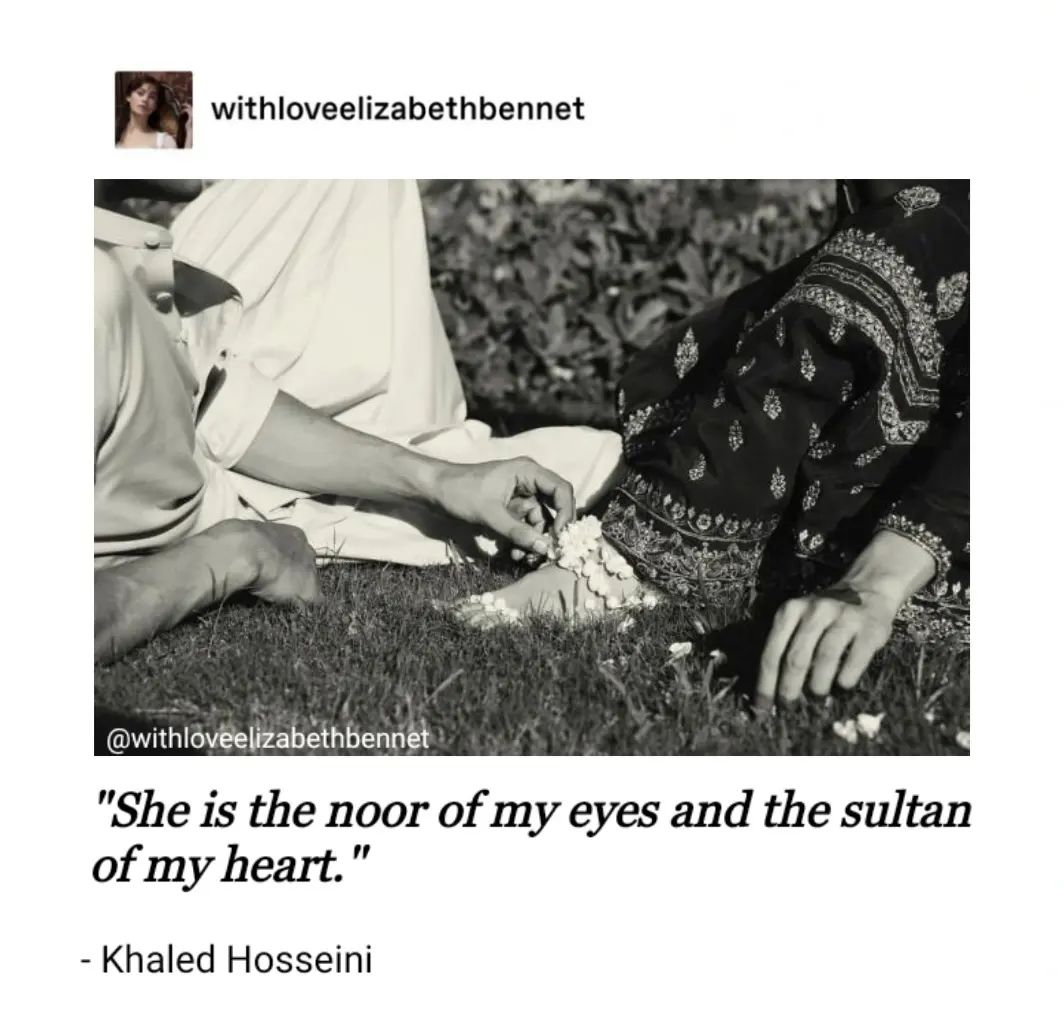 withloveelizabethbennet
@withloveelizabethbennet
"She is the noor of my eyes and the sultan
of my heart."
- Khaled Hosseini